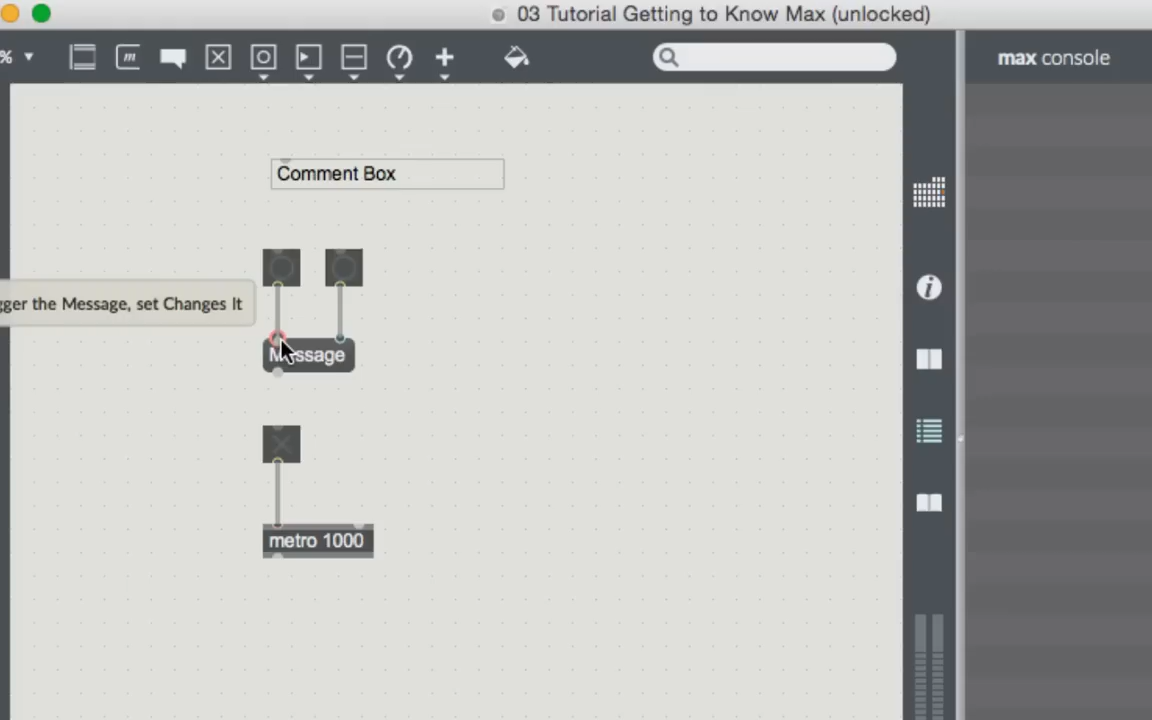 03 Tutorial Getting to Know Max (unlocked)
%
m
max console
Comment Box
gger the Message, set Changes It
Message
metro 1000